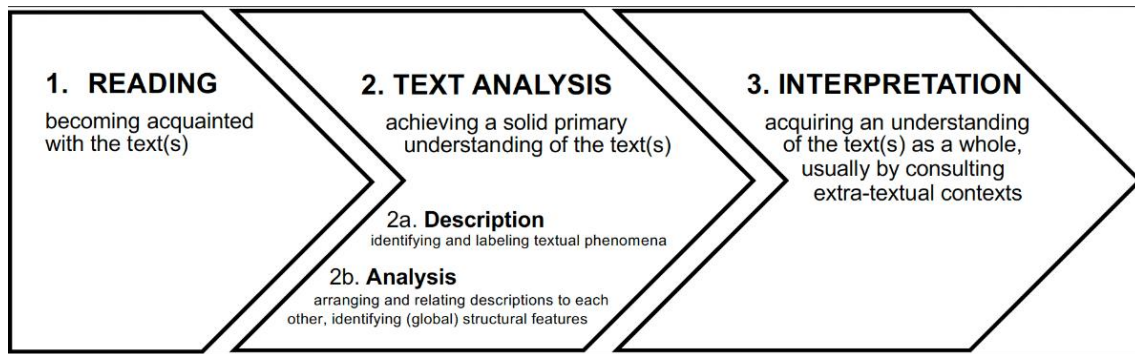 1. READING
becoming acquainted
with the text(s)
2. TEXT ANALYSIS
achieving a solid primary
understanding of the text(s)
2a. Description
identifying and labeling textual phenomena
2b. Analysis
arranging and relating descriptions to each
other, identifying (global) structural features
3. INTERPRETATION
acquiring an understanding
of the text(s) as a whole,
usually by consulting
extra-textual contexts